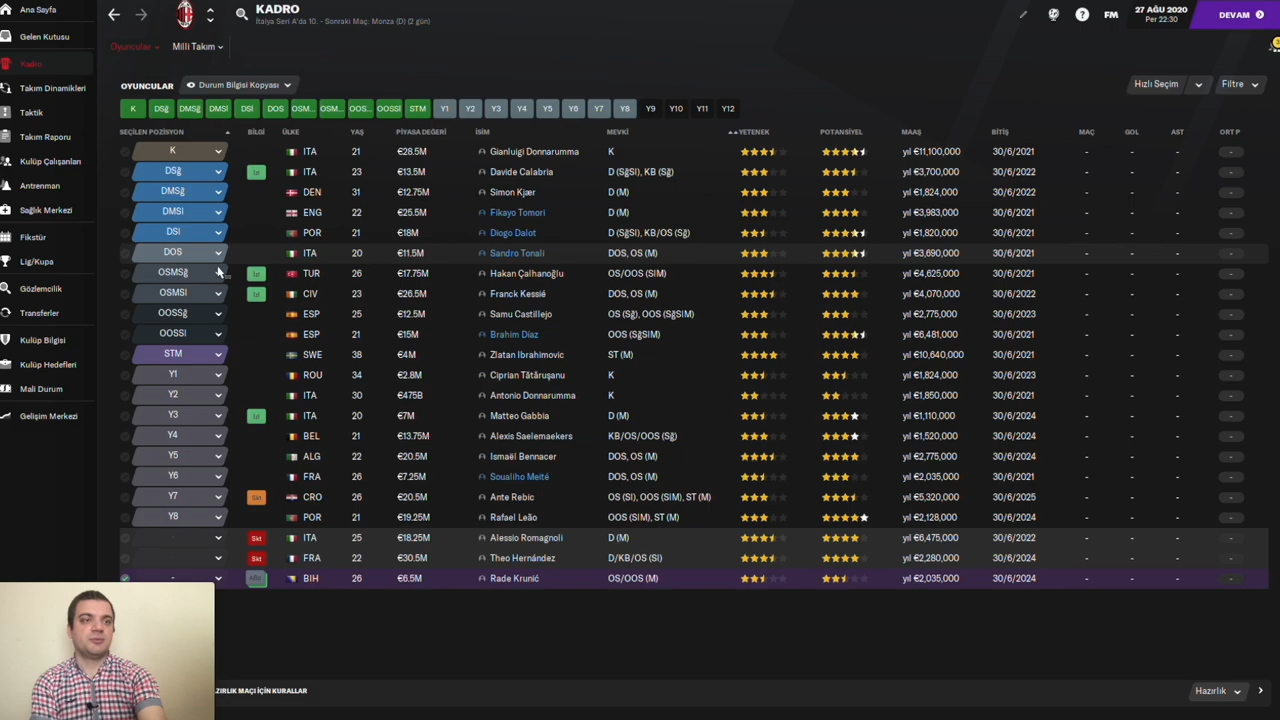 Ana Sayfa
Gelen Kutusu
Kadro
Takım Dinamikleri
Taktik
Takım Raporu
Kulüp Çalışanları
Antrenman
Sağlık Merkezi
Fikstür
Lig/Kupa
Gözlemcilik
Transferler
Kulüp Bilgisi
Kulüp Hedefleri
Mali Durum
Gelişim Merkezi
KADRO
İtalya Seri A'da 10. - Sonraki Maç: Monza (D) (2 gün)
FM
27 AĞU 2020
Per 22:30
DEVAM
Oyuncular Milli Takım
OYUNCULAR Durum Bilgisi Kopyası Hızlı Seçim Filtre
K DSğ DMSğ DMSl DSl DOS OSM... OSM... OOS... OOSSl STM Y1 Y2 Y3 Y4 Y5 Y6 Y7 Y8 Y9 Y10 Y11 Y12
SEÇİLEN POZİSYON BİLGİ ÜLKE YAŞ PİYASA DEĞERİ İSİM MEVKİ YETENEK POTANSİYEL MAAŞ BİTİŞ MAÇ GOL AST ORT P
K ITA 21 €28.5M Gianluigi Donnarumma K yıl €11,100,000 30/6/2021 - - - -
DSğ İzl ITA 23 €13.5M Davide Calabria D (SğSl), KB (Sğ) yıl €3,700,000 30/6/2022 - - - -
DMSğ DEN 31 €12.75M Simon Kjær D (M) yıl €1,824,000 30/6/2022 - - - -
DMSl ENG 22 €25.5M Fikayo Tomori D (M) yıl €3,983,000 30/6/2021 - - - -
DSl POR 21 €18M Diogo Dalot D (SğSl), KB/OS (Sğ) yıl €1,820,000 30/6/2021 - - - -
DOS ITA 20 €11.5M Sandro Tonali DOS, OS (M) yıl €3,690,000 30/6/2021 - - - -
OSMSğ İzl TUR 26 €17.75M Hakan Çalhanoğlu OS/OOS (SlM) yıl €4,625,000 30/6/2021 - - - -
OSMSl İzl CIV 23 €26.5M Franck Kessié DOS, OS (M) yıl €4,070,000 30/6/2022 - - - -
OOSSğ ESP 25 €12.5M Samu Castillejo OS (Sğ), OOS (SğSlM) yıl €2,775,000 30/6/2023 - - - -
OOSSl ESP 21 €15M Brahim Díaz OOS (SğSlM) yıl €6,481,000 30/6/2021 - - - -
STM SWE 38 €4M Zlatan Ibrahimovic ST (M) yıl €10,640,000 30/6/2021 - - - -
Y1 ROU 34 €2.8M Ciprian Tătăruşanu K yıl €1,824,000 30/6/2023 - - - -
Y2 ITA 30 €475B Antonio Donnarumma K yıl €1,850,000 30/6/2021 - - - -
Y3 İzl ITA 20 €7M Matteo Gabbia D (M) yıl €1,110,000 30/6/2024 - - - -
Y4 BEL 21 €13.75M Alexis Saelemaekers KB/OS/OOS (Sğ) yıl €1,520,000 30/6/2024 - - - -
Y5 ALG 22 €20.5M Ismaël Bennacer DOS, OS (M) yıl €2,775,000 30/6/2024 - - - -
Y6 FRA 26 €7.25M Soualiho Meïté DOS, OS (M) yıl €2,035,000 30/6/2021 - - - -
Y7 Skt CRO 26 €20.5M Ante Rebic OS (Sl), OOS (SlM), ST (M) yıl €5,320,000 30/6/2025 - - - -
Y8 POR 21 €19.25M Rafael Leão OOS (SlM), ST (M) yıl €2,128,000 30/6/2024 - - - -
Skt ITA 25 €18.25M Alessio Romagnoli D (M) yıl €6,475,000 30/6/2022 - - - -
Skt FRA 22 €30.5M Theo Hernández D/KB/OS (Sl) yıl €2,280,000 30/6/2024 - - - -
- BIH 26 €6.5M Rade Krunić OS/OOS (M) yıl €2,035,000 30/6/2024 - - - -
HAZIRLIK MAÇI İÇİN KURALLAR
Hazırlık